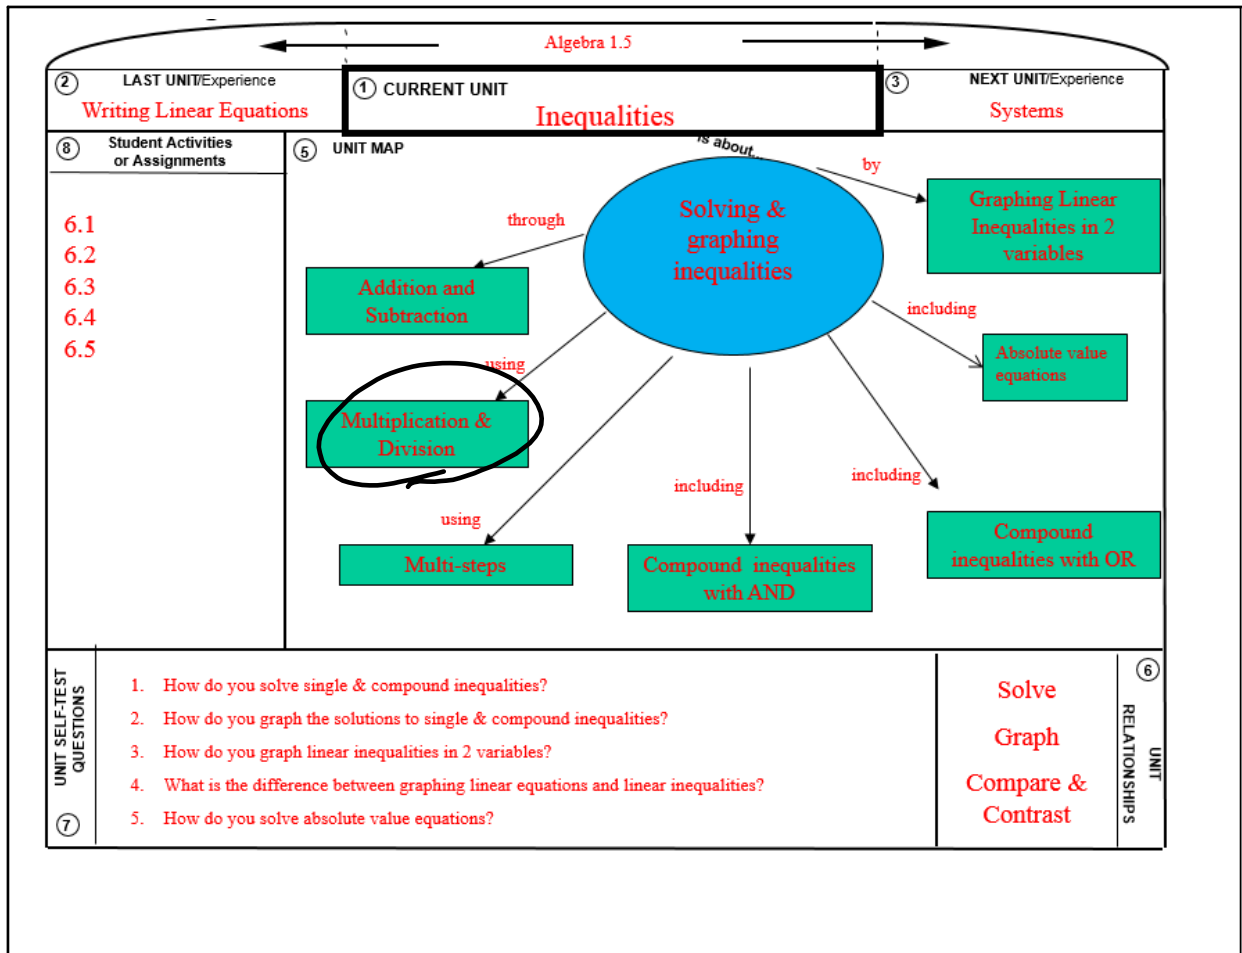 Algebra 1.5
2 LAST UNIT/Experience
Writing Linear Equations
1 CURRENT UNIT
Inequalities
3 NEXT UNIT/Experience
Systems
8 Student Activities
or Assignments
6.1
6.2
6.3
6.4
6.5
5 UNIT MAP
is about...
Solving &
graphing
inequalities
by
Graphing Linear
Inequalities in 2
variables
through
Addition and
Subtraction
including
Absolute value
equations
using
Multiplication &
Division
including
Compound
inequalities with OR
including
Compound inequalities
with AND
using
Multi-steps
UNIT SELF-TEST
QUESTIONS
7
1. How do you solve single & compound inequalities?
2. How do you graph the solutions to single & compound inequalities?
3. How do you graph linear inequalities in 2 variables?
4. What is the difference between graphing linear equations and linear inequalities?
5. How do you solve absolute value equations?
Solve
Graph
Compare &
Contrast
6
UNIT
RELATIONSHIPS